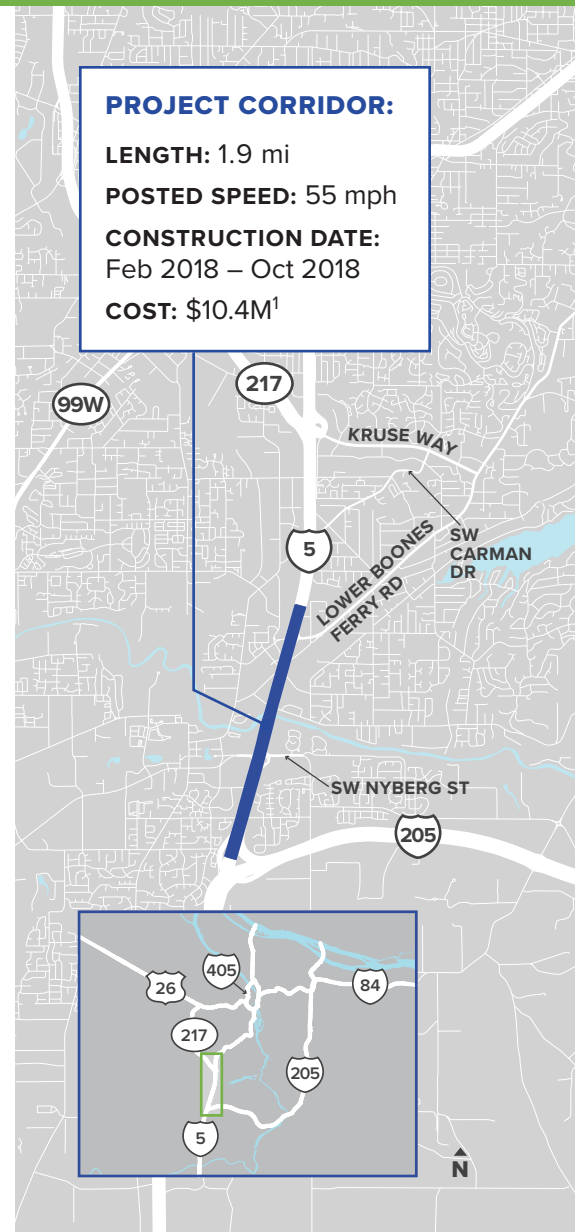 PROJECT CORRIDOR:
LENGTH: 1.9 mi
POSTED SPEED: 55 mph
CONSTRUCTION DATE:
Feb 2018 – Oct 2018
COST: $10.4M¹
217
99W
KRUSE WAY
5
LOWER BOONES
FERRY RD
SW
CARMAN
DR
SW NYBERG ST
205
405
26
84
217
205
5
N